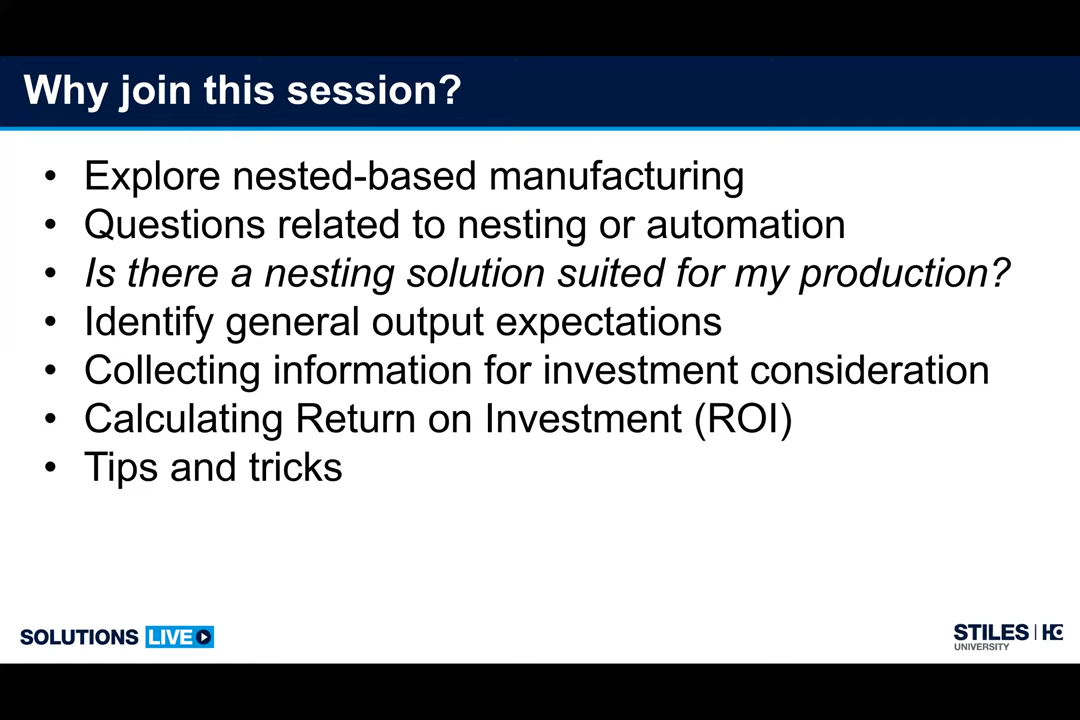 Why join this session?
• Explore nested-based manufacturing
• Questions related to nesting or automation
• Is there a nesting solution suited for my production?
• Identify general output expectations
• Collecting information for investment consideration
• Calculating Return on Investment (ROI)
• Tips and tricks
SOLUTIONS LIVE
STILES | HC
UNIVERSITY